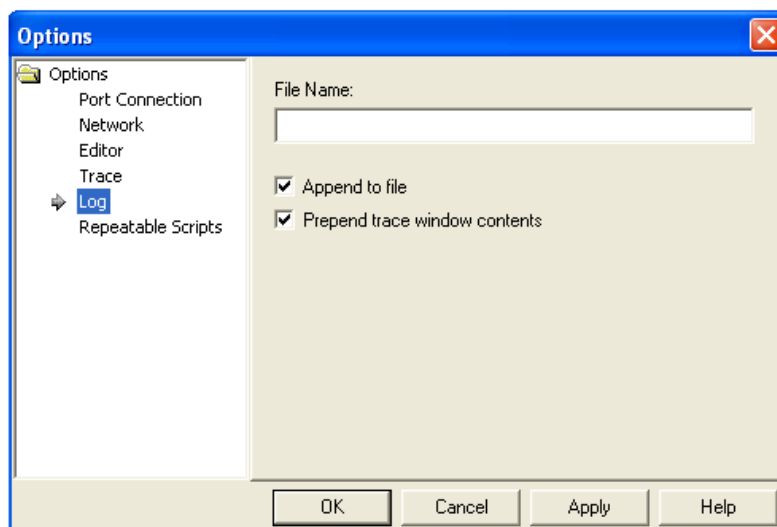 Options
Options
Port Connection
Network
Editor
Trace
Log
Repeatable Scripts
File Name:
Append to file
Prepend trace window contents
OK
Cancel
Apply
Help